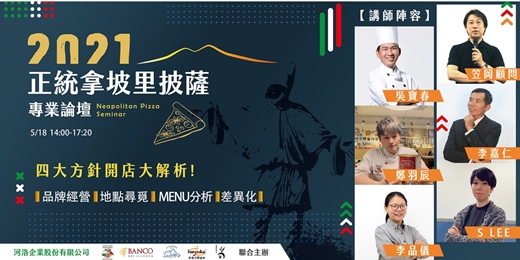 2021
正統拿坡里披薩
專業論壇 Neapolitan Pizza Seminar
5/18 14:00-17:20
四大方針開店大解析!
品牌經營 地點尋覓 MENU分析 差異化
河洛企業股份有限公司 BANCO 聯合主辦
【講師陣容】
吳寶春
笠岡顧問
鄭羽辰
李嘉仁
李品儀
S LEE